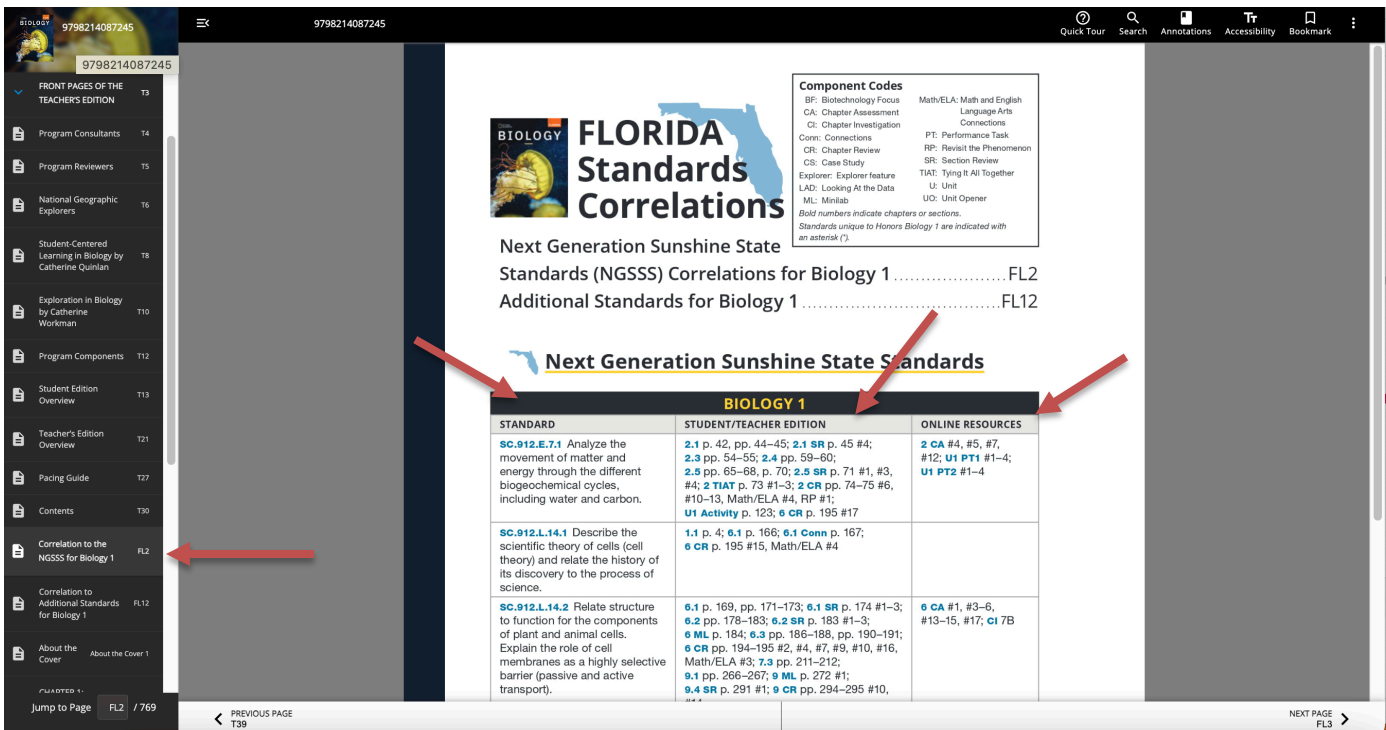 BIOLOGY
9798214087245
9798214087245
9798214087245
Quick Tour
Search
Annotations
Accessibility
Bookmark
FRONT PAGES OF THE
TEACHER'S EDITION
T3
Program Consultants T4
Program Reviewers T5
National Geographic
Explorers
T6
Student-Centered
Learning in Biology by
Catherine Quinlan
T8
Exploration in Biology
by Catherine
Workman
T10
Program Components T12
Student Edition
Overview
T13
Teacher's Edition
Overview
T21
Pacing Guide T27
Contents T30
Correlation to the
NGSSS for Biology 1
FL2
Correlation to
Additional Standards
for Biology 1
FL12
About the
Cover
About the Cover 1
CHAPTER 1:
Jump to Page FL2 / 769
BIOLOGY
FLORIDA
Standards
Correlations
Component Codes
BF: Biotechnology Focus
CA: Chapter Assessment
CI: Chapter Investigation
Conn: Connections
CR: Chapter Review
CS: Case Study
Explorer: Explorer feature
LAD: Looking At the Data
ML: Minilab
Math/ELA: Math and English
Language Arts
Connections
PT: Performance Task
RP: Revisit the Phenomenon
SR: Section Review
TIAT: Tying It All Together
U: Unit
UO: Unit Opener
Bold numbers indicate chapters or sections.
Standards unique to Honors Biology 1 are indicated with
an asterisk (*).
Next Generation Sunshine State
Standards (NGSSS) Correlations for Biology 1.....................FL2
Additional Standards for Biology 1...................................FL12
Next Generation Sunshine State Standards
BIOLOGY 1
STANDARD
STUDENT/TEACHER EDITION
ONLINE RESOURCES
SC.912.E.7.1 Analyze the
movement of matter and
energy through the different
biogeochemical cycles,
including water and carbon.
2.1 p. 42, pp. 44–45; 2.1 SR p. 45 #4;
2.3 pp. 54–55; 2.4 pp. 59–60;
2.5 pp. 65–68, p. 70; 2.5 SR p. 71 #1, #3,
#4; 2 TIAT p. 73 #1–3; 2 CR pp. 74–75 #6,
#10–13, Math/ELA #4, RP #1;
U1 Activity p. 123; 6 CR p. 195 #17
2 CA #4, #5, #7,
#12; U1 PT1 #1–4;
U1 PT2 #1–4
SC.912.L.14.1 Describe the
scientific theory of cells (cell
theory) and relate the history of
its discovery to the process of
science.
1.1 p. 4; 6.1 p. 166; 6.1 Conn p. 167;
6 CR p. 195 #15, Math/ELA #4
SC.912.L.14.2 Relate structure
to function for the components
of plant and animal cells.
Explain the role of cell
membranes as a highly selective
barrier (passive and active
transport).
6.1 p. 169, pp. 171–173; 6.1 SR p. 174 #1–3;
6.2 pp. 178–183; 6.2 SR p. 183 #1–3;
6 ML p. 184; 6.3 pp. 186–188, pp. 190–191;
6 CR pp. 194–195 #2, #4, #7, #9, #10, #16,
Math/ELA #3; 7.3 pp. 211–212;
9.1 pp. 266–267; 9 ML p. 272 #1;
9.4 SR p. 291 #1; 9 CR pp. 294–295 #10,
6 CA #1, #3–6,
#13–15, #17; CI 7B
PREVIOUS PAGE
T39
NEXT PAGE
FL3